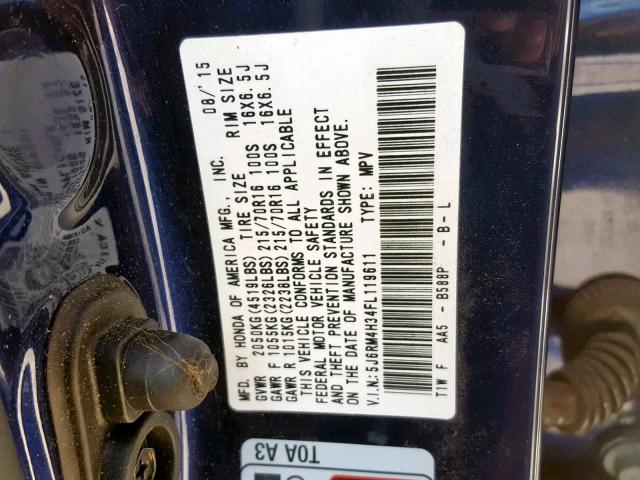 MFD. BY HONDA OF AMERICA MFG., INC. 08/'15
TIRE SIZE RIM SIZE
GVWR 2050KG(4519LBS)
GAWR F 1055KG(2326LBS) 215/70R16 100S 16X6.5J
GAWR R 1015KG(2238LBS) 215/70R16 100S 16X6.5J
THIS VEHICLE CONFORMS TO ALL APPLICABLE
FEDERAL MOTOR VEHICLE SAFETY
AND THEFT PREVENTION STANDARDS IN EFFECT
ON THE DATE OF MANUFACTURE SHOWN ABOVE.
V.I.N.:5J6RM4H34FL119611 TYPE: MPV
TIW F AA5 - B588P - B - L
T0A A3